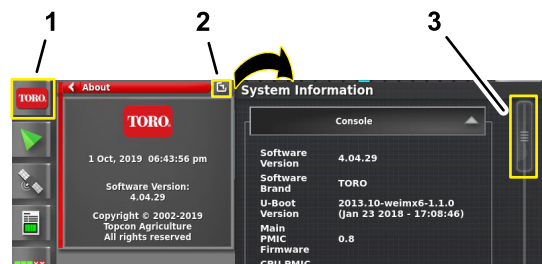 1
2
3
TORO.
About
System Information
TORO.
Console
1 Oct, 2019 06:43:56 pm
Software Version:
4.04.29
Copyright © 2002-2019
Topcon Agriculture
All rights reserved
Software
Version
4.04.29
Software
Brand
TORO
U-Boot
Version
2013.10-weimx6-1.1.0
(Jan 23 2018 - 17:08:46)
Main
PMIC
Firmware
0.8
CPU PMIC